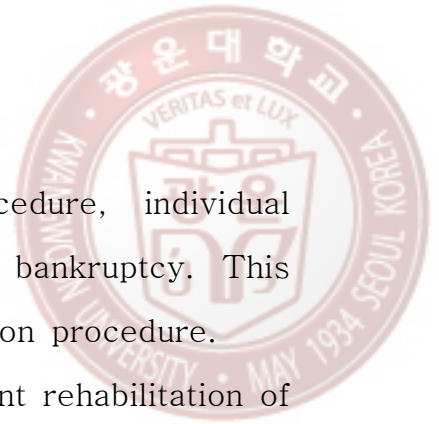 광운대학교
VERITAS et LUX
KWANGWOON UNIVERSITY • MAY 1934 SEOUL KOREA
cedure, individual
bankruptcy. This
on procedure.
nt rehabilitation of